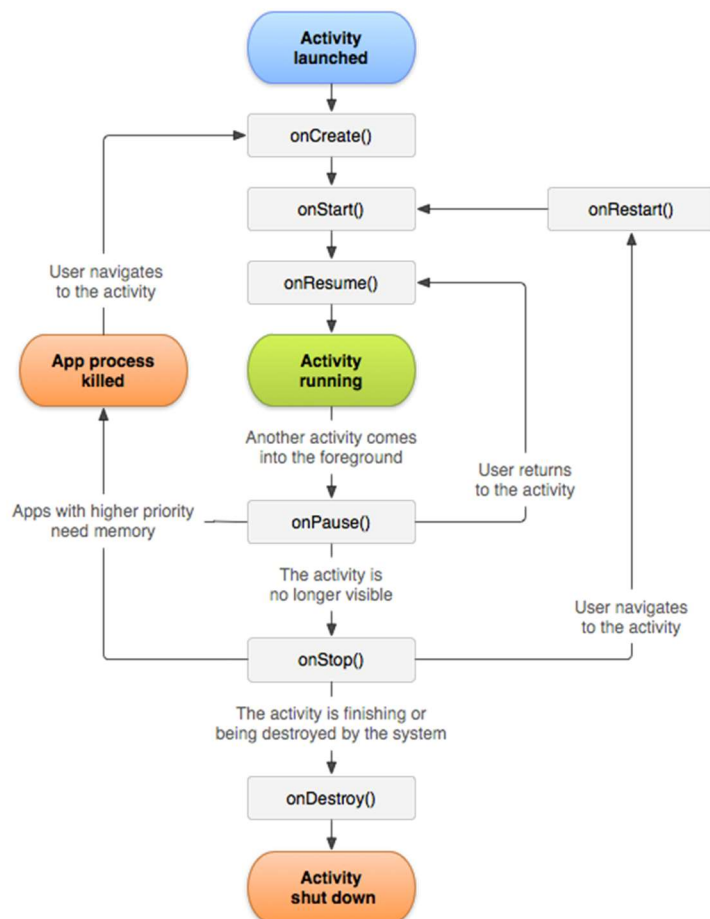 Activity
launched
onCreate()
onStart()
onRestart()
User navigates
to the activity
onResume()
App process
killed
Activity
running
Another activity comes
into the foreground
User returns
to the activity
Apps with higher priority
need memory
onPause()
The activity is
no longer visible
User navigates
to the activity
onStop()
The activity is finishing or
being destroyed by the system
onDestroy()
Activity
shut down